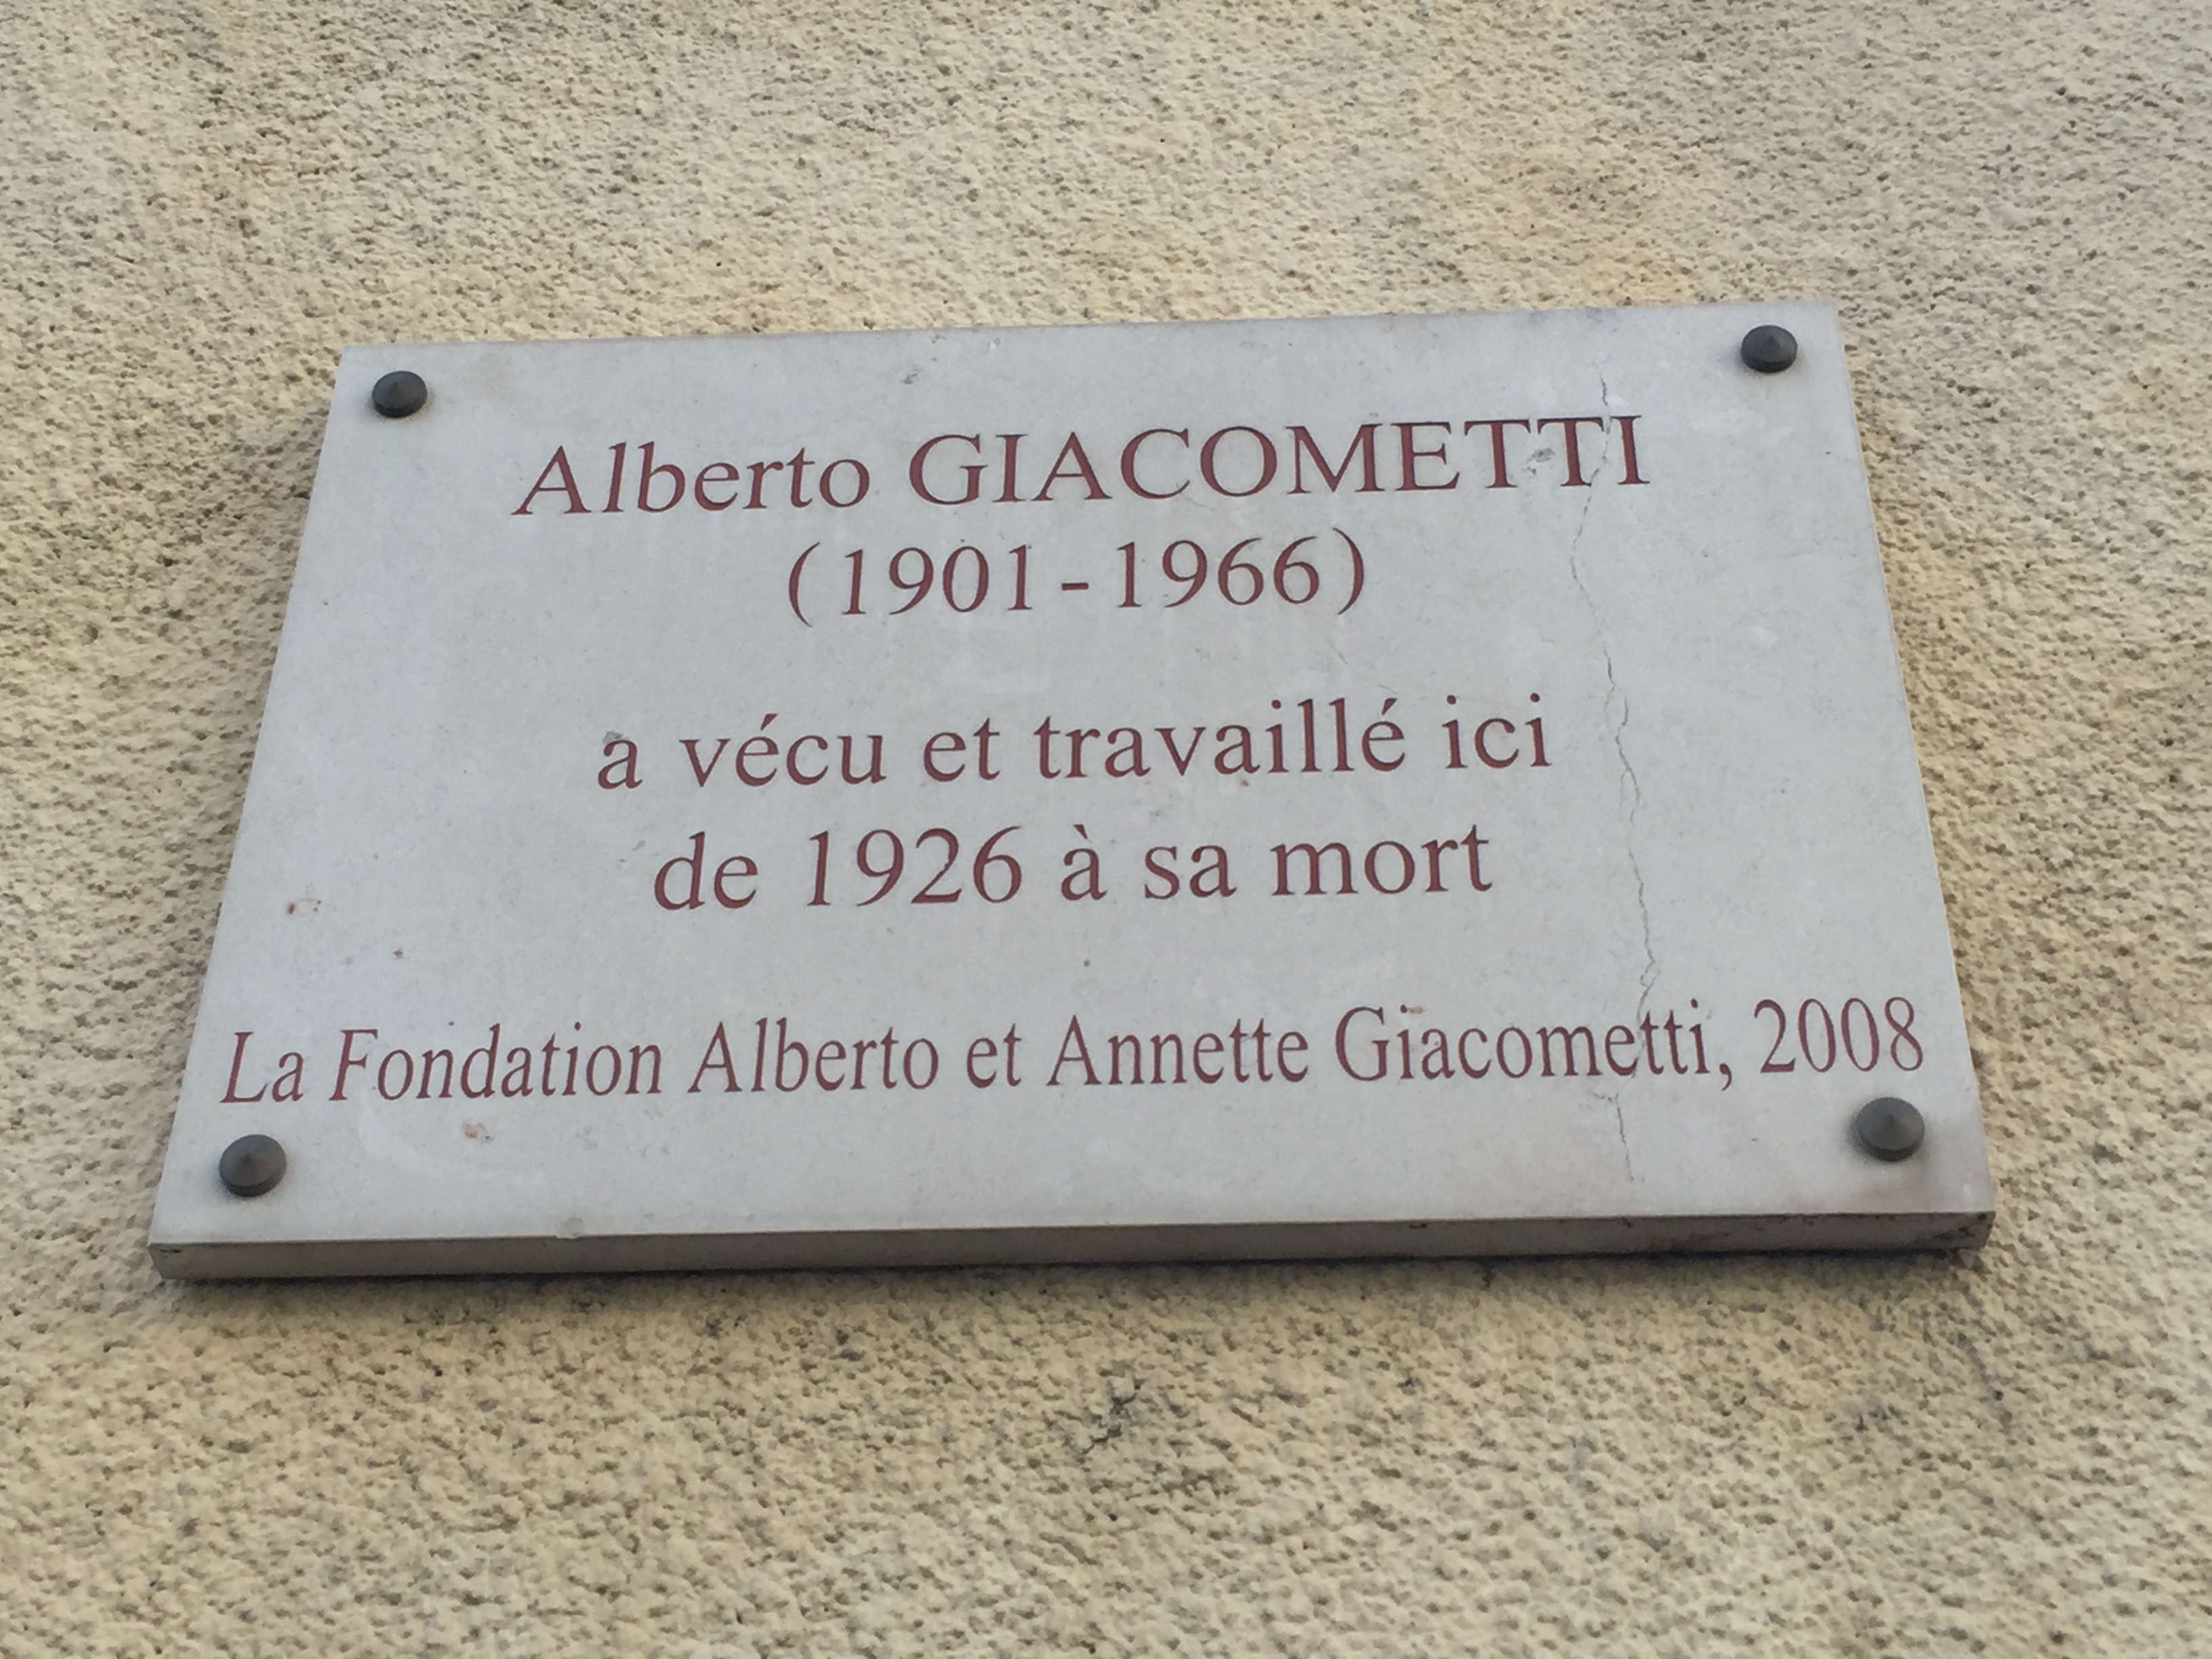 Alberto GIACOMETTI
(1901-1966)
a vécu et travaillé ici
de 1926 à sa mort
La Fondation Alberto et Annette Giacometti, 2008